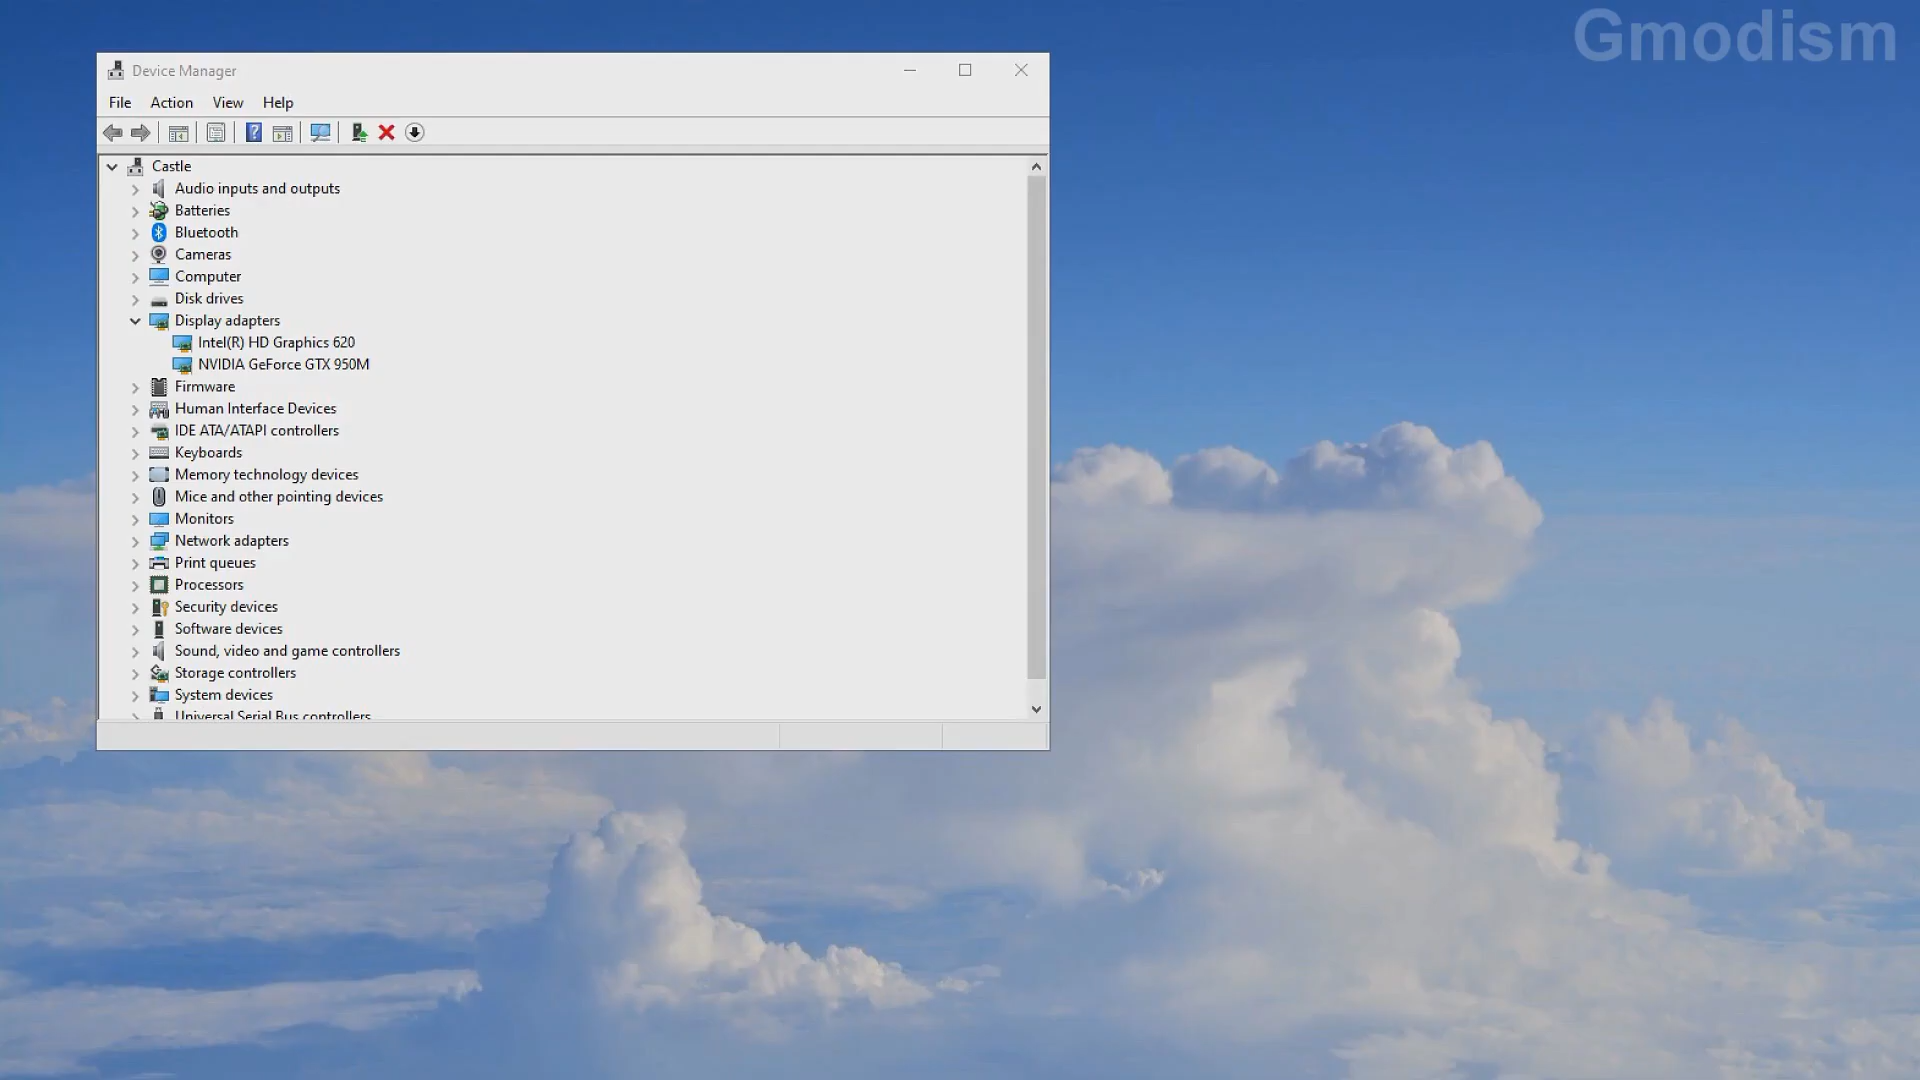 Gmodism
Device Manager
File Action View Help
Castle
Audio inputs and outputs
Batteries
Bluetooth
Cameras
Computer
Disk drives
Display adapters
Intel(R) HD Graphics 620
NVIDIA GeForce GTX 950M
Firmware
Human Interface Devices
IDE ATA/ATAPI controllers
Keyboards
Memory technology devices
Mice and other pointing devices
Monitors
Network adapters
Print queues
Processors
Security devices
Software devices
Sound, video and game controllers
Storage controllers
System devices
Universal Serial Bus controllers